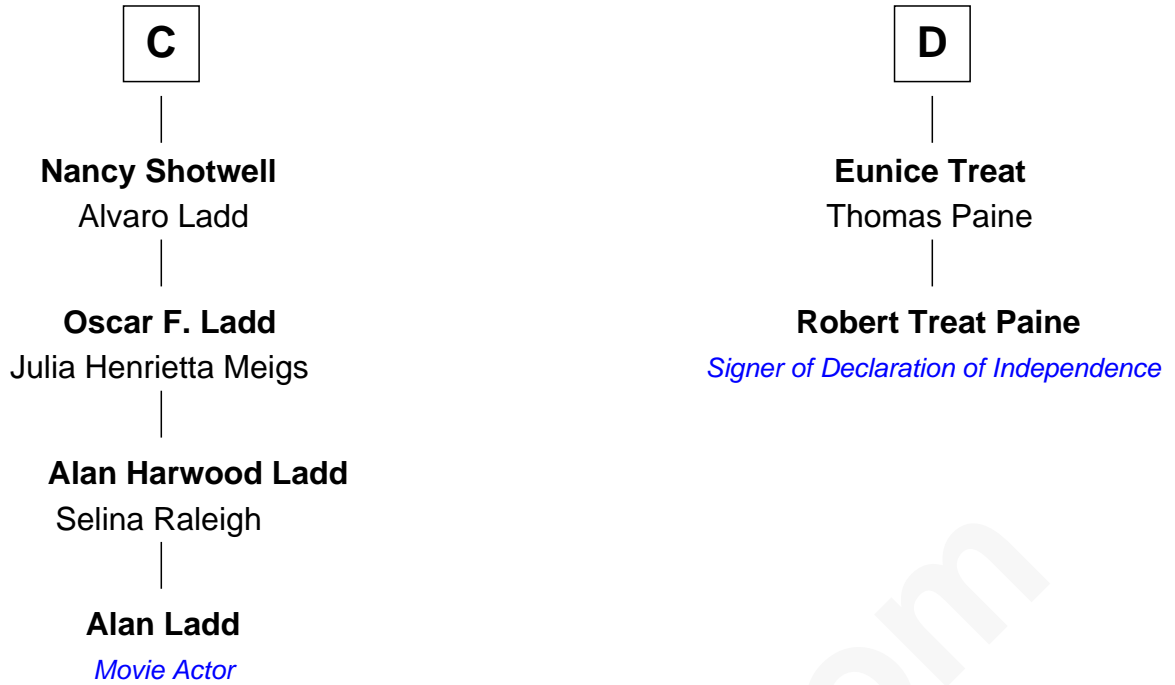 C
Nancy Shotwell
Alvaro Ladd
Oscar F. Ladd
Julia Henrietta Meigs
Alan Harwood Ladd
Selina Raleigh
Alan Ladd
Movie Actor
D
Eunice Treat
Thomas Paine
Robert Treat Paine
Signer of Declaration of Independence
om